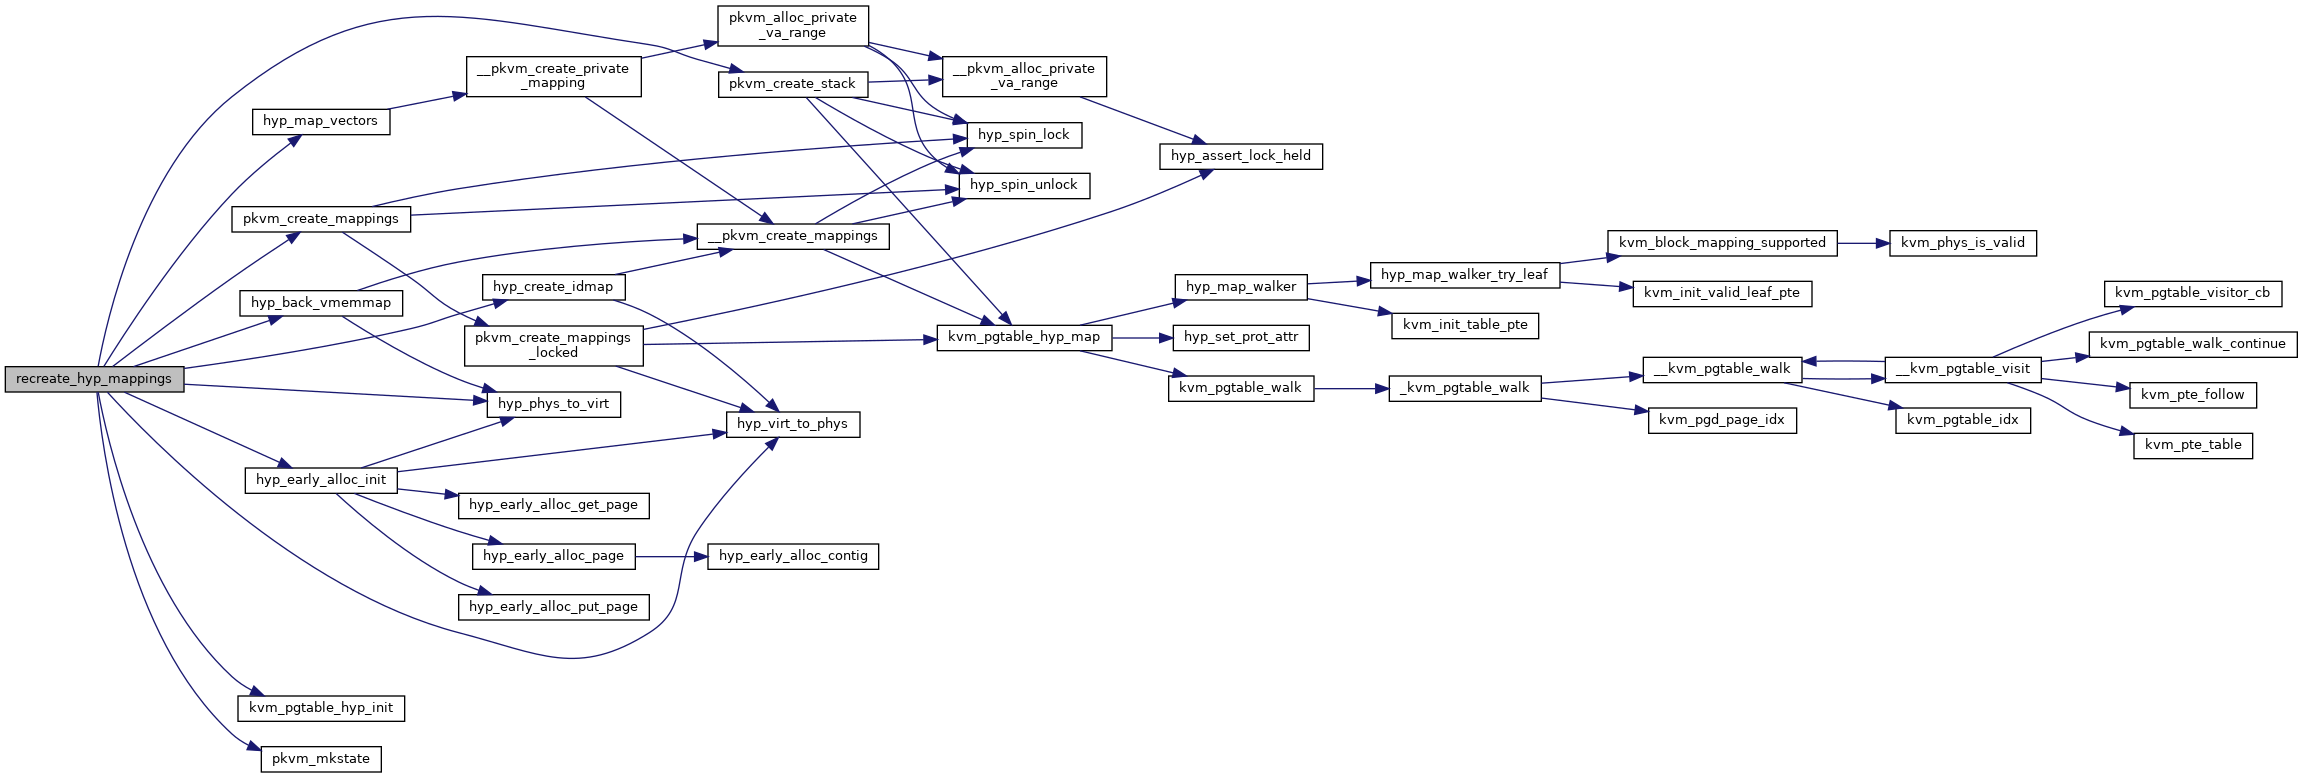 recreate_hyp_mappings
hyp_map_vectors
pkvm_create_mappings
hyp_back_vmemmap
hyp_early_alloc_init
kvm_pgtable_hyp_init
pkvm_mkstate
__pkvm_create_private
_mapping
hyp_create_idmap
pkvm_create_mappings
_locked
hyp_phys_to_virt
hyp_early_alloc_get_page
hyp_early_alloc_page
hyp_early_alloc_put_page
pkvm_alloc_private
_va_range
pkvm_create_stack
__pkvm_create_mappings
hyp_virt_to_phys
hyp_early_alloc_contig
__pkvm_alloc_private
_va_range
hyp_spin_lock
hyp_spin_unlock
kvm_pgtable_hyp_map
hyp_assert_lock_held
hyp_map_walker
hyp_set_prot_attr
kvm_pgtable_walk
hyp_map_walker_try_leaf
kvm_init_table_pte
_kvm_pgtable_walk
kvm_block_mapping_supported
kvm_init_valid_leaf_pte
__kvm_pgtable_walk
kvm_pgd_page_idx
kvm_phys_is_valid
__kvm_pgtable_visit
kvm_pgtable_idx
kvm_pgtable_visitor_cb
kvm_pgtable_walk_continue
kvm_pte_follow
kvm_pte_table